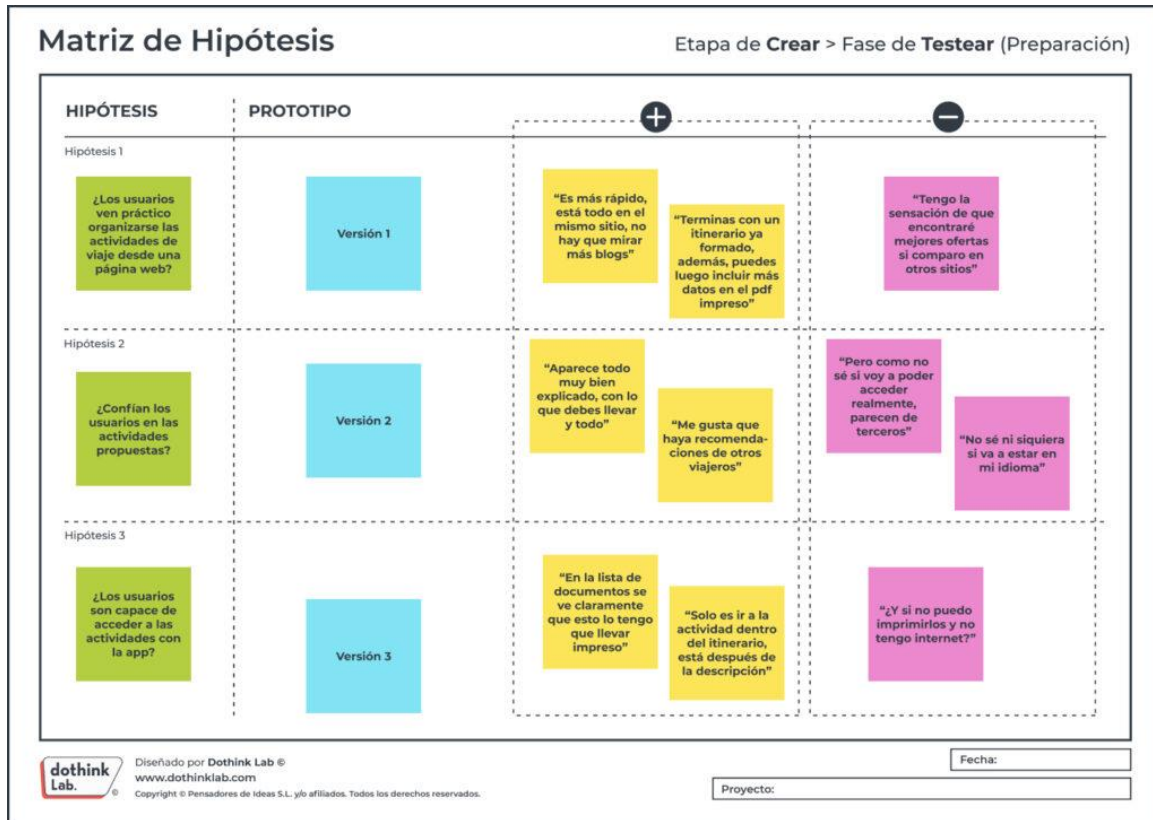 Matriz de Hipótesis
Etapa de Crear > Fase de Testear (Preparación)
HIPÓTESIS
PROTOTIPO
+
−
Hipótesis 1
¿Los usuarios
ven práctico
organizarse las
actividades de
viaje desde una
página web?
Versión 1
“Es más rápido,
está todo en el
mismo sitio, no
hay que mirar
más blogs”
“Terminas con un
itinerario ya
formado,
además, puedes
luego incluir más
datos en el pdf
impreso”
“Tengo la
sensación de que
encontraré
mejores ofertas
si comparo en
otros sitios”
Hipótesis 2
¿Confían los
usuarios en las
actividades
propuestas?
Versión 2
“Aparece todo
muy bien
explicado, con lo
que debes llevar
y todo”
“Me gusta que
haya recomenda-
ciones de otros
viajeros”
“Pero como no
sé si voy a poder
acceder
realmente,
parecen de
terceros”
“No sé ni siquiera
si va a estar en
mi idioma”
Hipótesis 3
¿Los usuarios
son capace de
acceder a las
actividades con
la app?
Versión 3
“En la lista de
documentos se
ve claramente
que esto lo tengo
que llevar
impreso”
“Solo es ir a la
actividad dentro
del itinerario,
está después de
la descripción”
“¿Y si no puedo
imprimirlos y no
tengo internet?”
dothink
Lab.
©
Diseñado por Dothink Lab ©
www.dothinklab.com
Copyright © Pensadores de Ideas S.L. y/o afiliados. Todos los derechos reservados.
Fecha:
Proyecto: